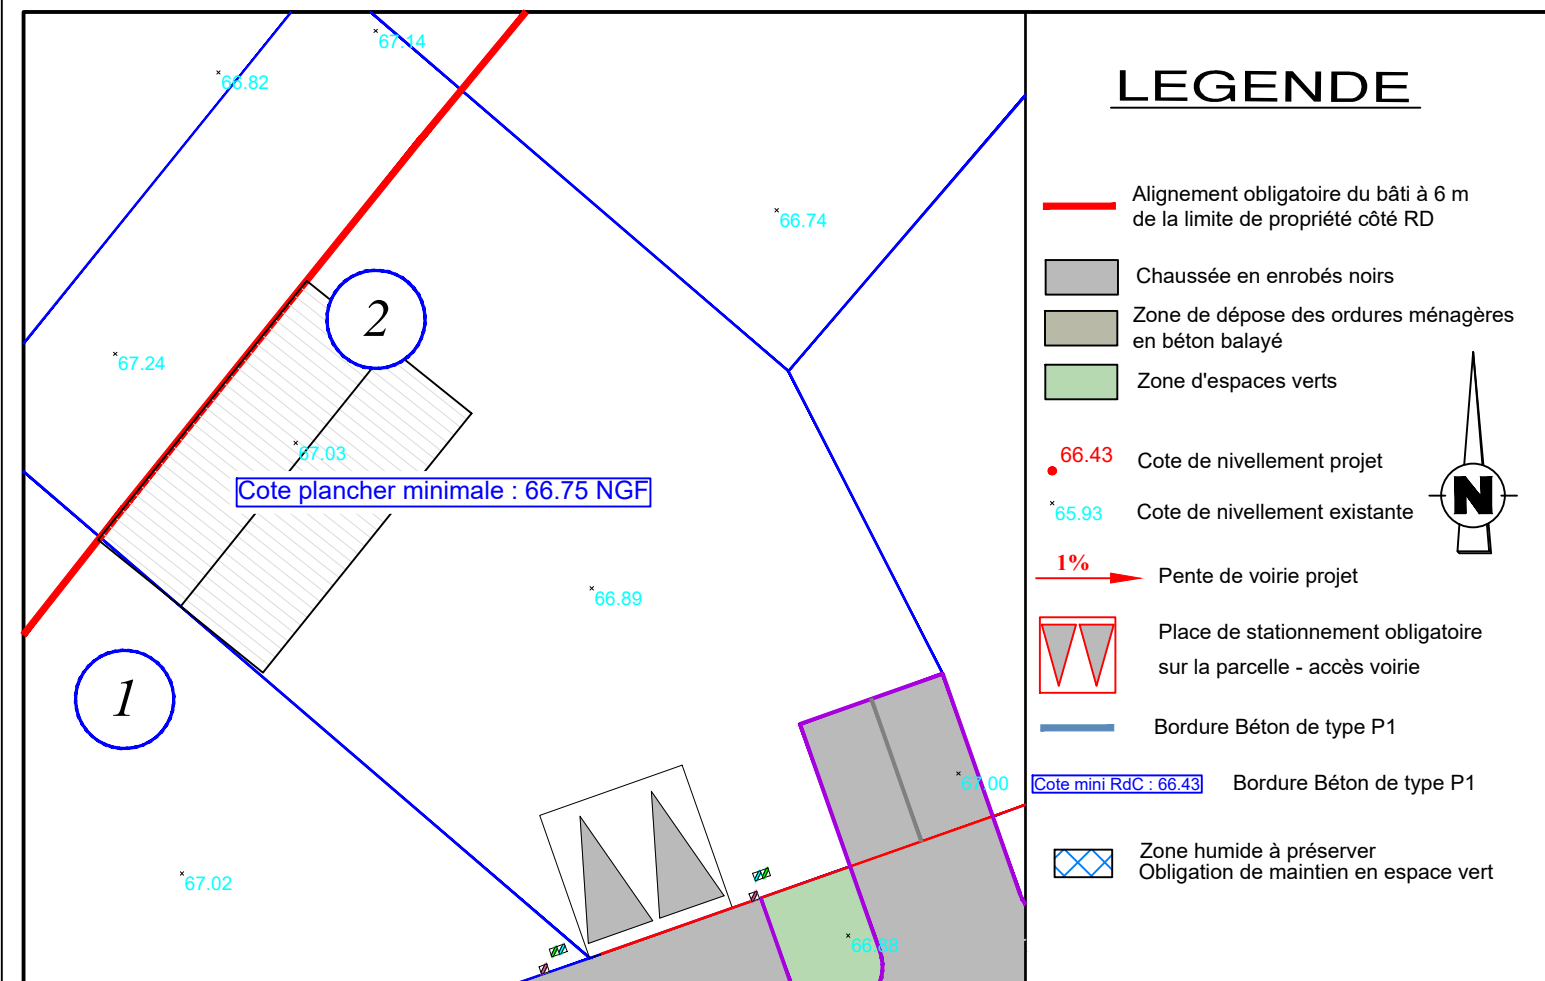 67.14
66.82
66.74
2
67.24
67.03
Cote plancher minimale : 66.75 NGF
66.89
1
67.00
67.02
66.88
LEGENDE
Alignement obligatoire du bâti à 6 m
de la limite de propriété côté RD
Chaussée en enrobés noirs
Zone de dépose des ordures ménagères
en béton balayé
Zone d'espaces verts
66.43
Cote de nivellement projet
65.93
Cote de nivellement existante
N
1%
Pente de voirie projet
Place de stationnement obligatoire
sur la parcelle - accès voirie
Bordure Béton de type P1
Cote mini RdC : 66.43
Bordure Béton de type P1
Zone humide à préserver
Obligation de maintien en espace vert